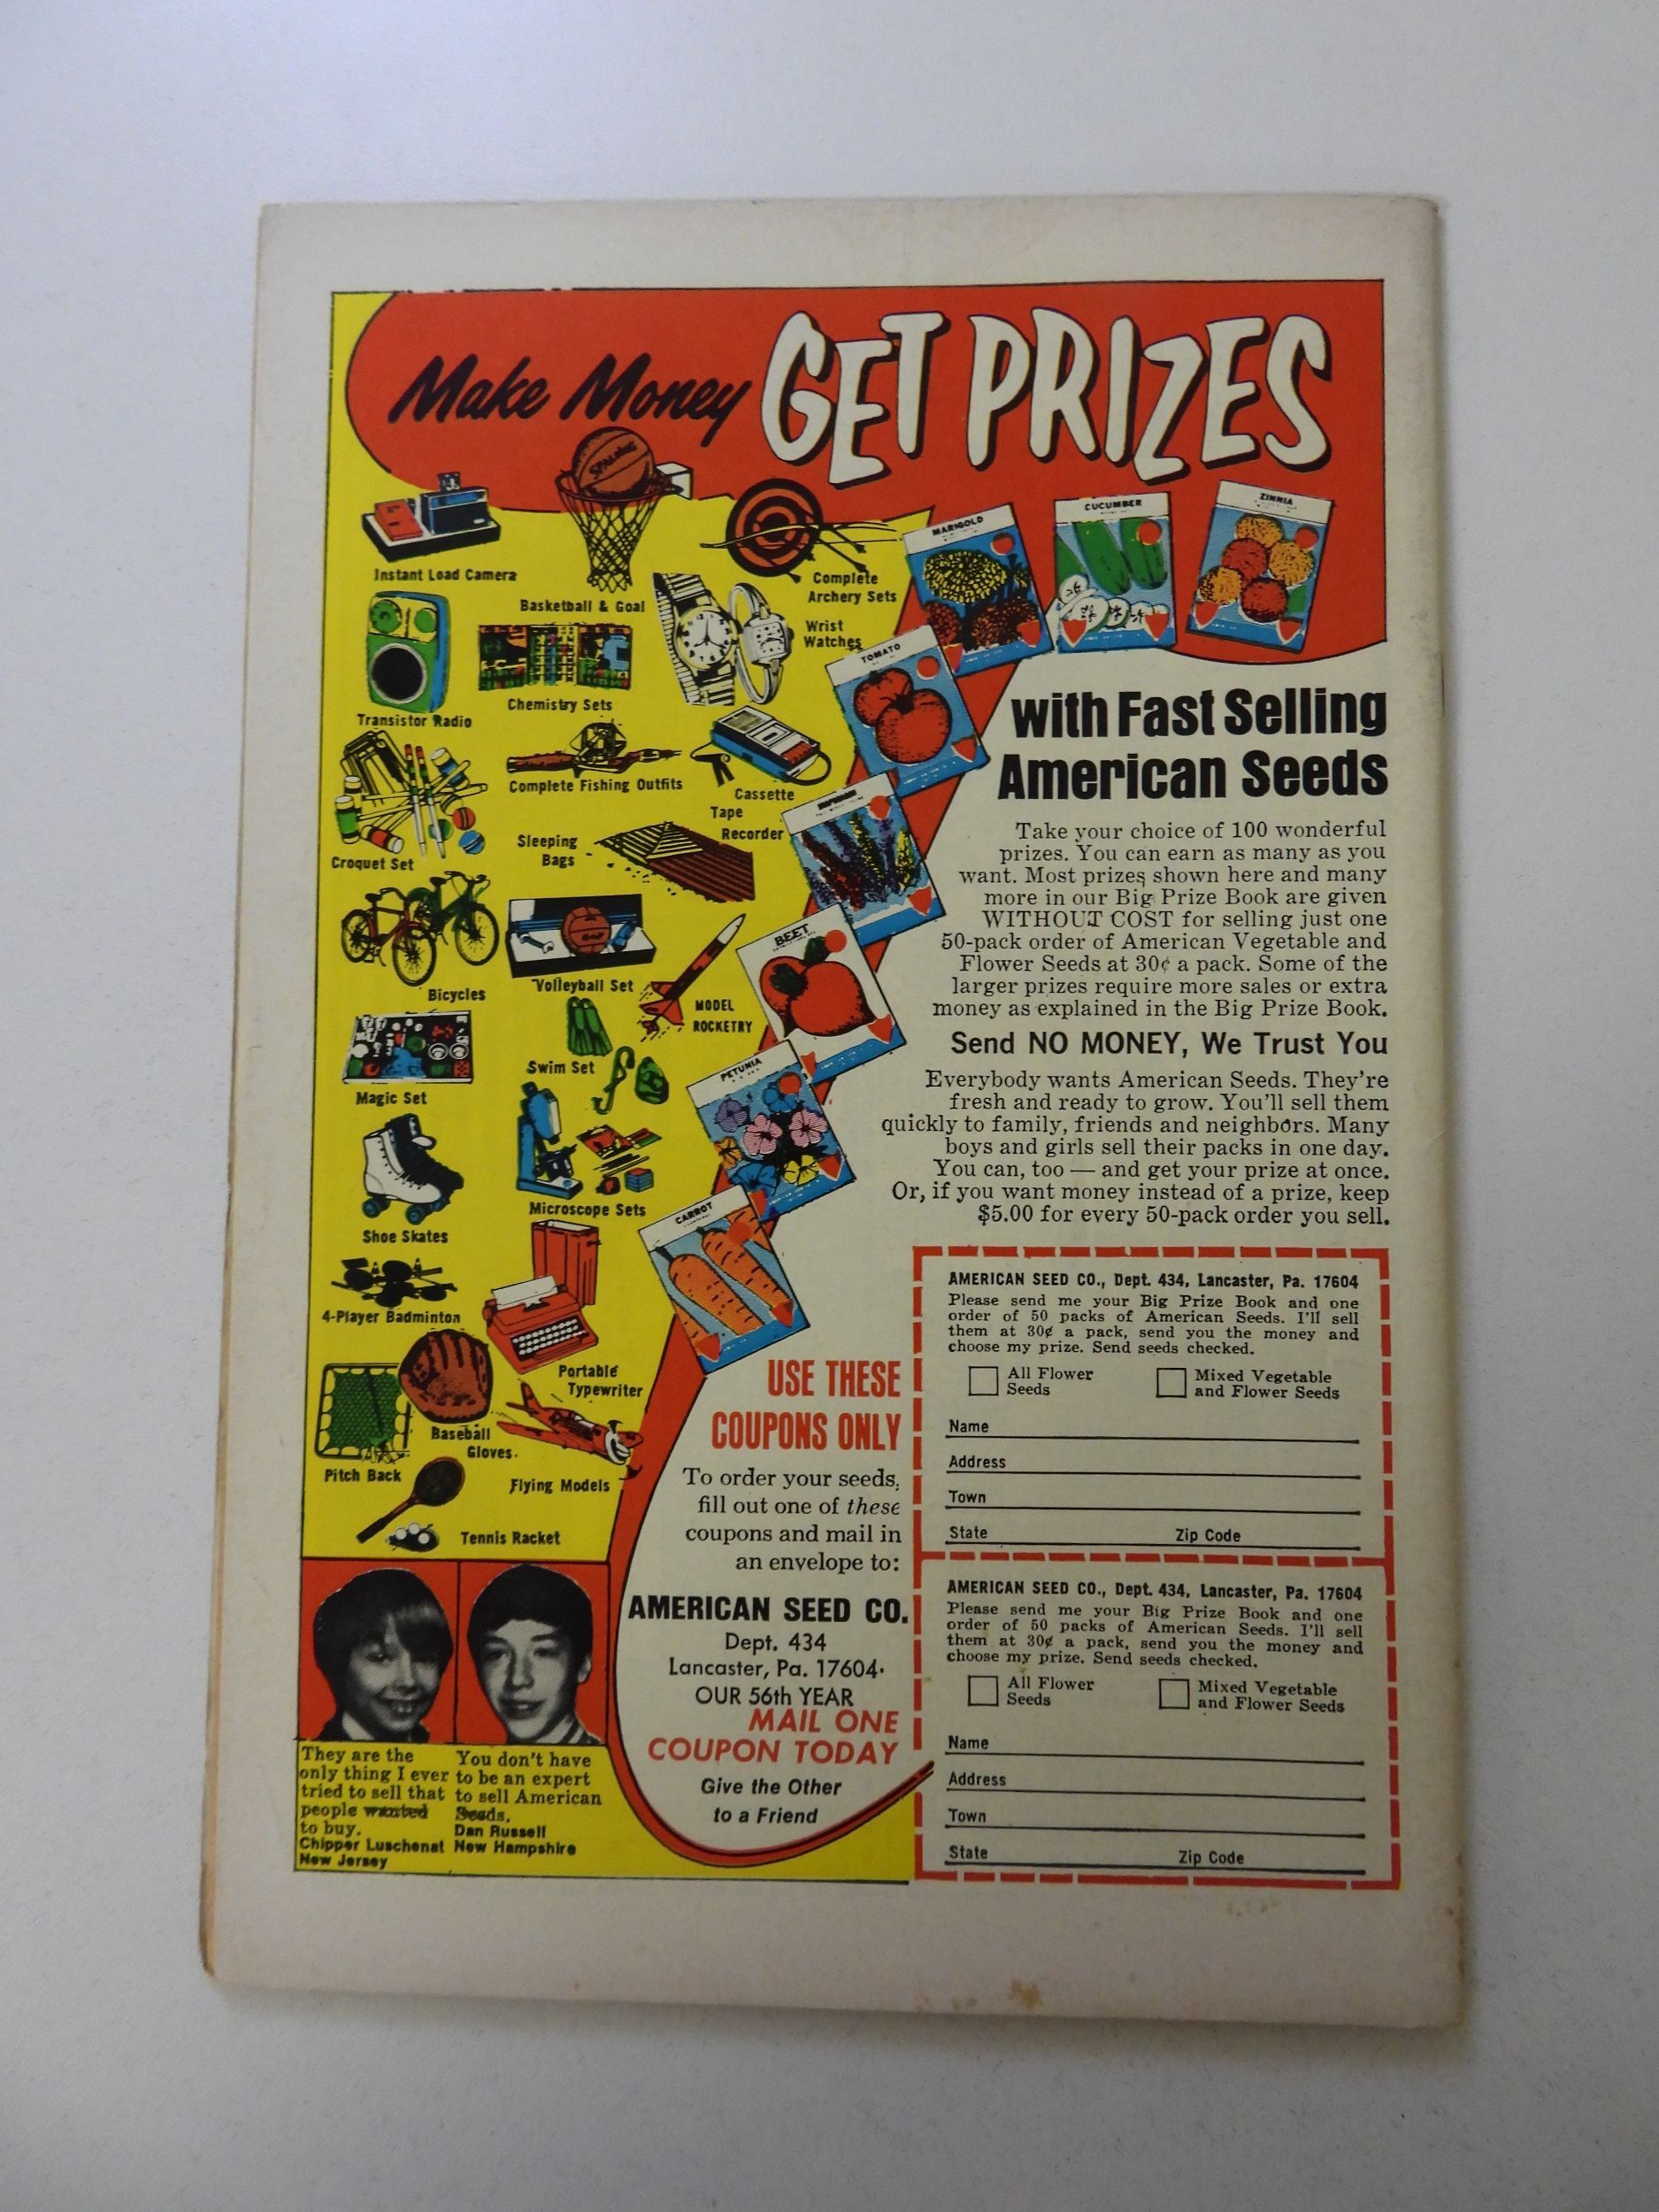 Make Money GET PRIZES
SPALDING
Instant Load Camera
Basketball & Goal
Complete
Archery Sets
Wrist
Watches
Transistor Radio
Chemistry Sets
Complete Fishing Outfits
Cassette
Tape
Recorder
Croquet Set
Sleeping
Bags
Bicycles
Volleyball Set
MODEL
ROCKETRY
Magic Set
Swim Set
Shoe Skates
Microscope Sets
4-Player Badminton
Portable
Typewriter
Baseball
Gloves
Pitch Back
Flying Models
Tennis Racket
MARIGOLD
CUCUMBER
ZINNIA
TOMATO
BEET
PETUNIA
CARROT
with Fast Selling
American Seeds
Take your choice of 100 wonderful
prizes. You can earn as many as you
want. Most prizes shown here and many
more in our Big Prize Book are given
WITHOUT COST for selling just one
50-pack order of American Vegetable and
Flower Seeds at 30¢ a pack. Some of the
larger prizes require more sales or extra
money as explained in the Big Prize Book.
Send NO MONEY, We Trust You
Everybody wants American Seeds. They're
fresh and ready to grow. You'll sell them
quickly to family, friends and neighbors. Many
boys and girls sell their packs in one day.
You can, too — and get your prize at once.
Or, if you want money instead of a prize, keep
$5.00 for every 50-pack order you sell.
USE THESE
COUPONS ONLY
To order your seeds,
fill out one of these
coupons and mail in
an envelope to:
AMERICAN SEED CO.
Dept. 434
Lancaster, Pa. 17604
OUR 56th YEAR
MAIL ONE
COUPON TODAY
Give the Other
to a Friend
AMERICAN SEED CO., Dept. 434, Lancaster, Pa. 17604
Please send me your Big Prize Book and one
order of 50 packs of American Seeds. I'll sell
them at 30¢ a pack, send you the money and
choose my prize. Send seeds checked.
All Flower
Seeds
Mixed Vegetable
and Flower Seeds
Name
Address
Town
State Zip Code
AMERICAN SEED CO., Dept. 434, Lancaster, Pa. 17604
Please send me your Big Prize Book and one
order of 50 packs of American Seeds. I'll sell
them at 30¢ a pack, send you the money and
choose my prize. Send seeds checked.
All Flower
Seeds
Mixed Vegetable
and Flower Seeds
Name
Address
Town
State Zip Code
They are the
only thing I ever
tried to sell that
people wanted
to buy.
Chipper Luschenat
New Jersey
You don't have
to be an expert
to sell American
Seeds.
Dan Russell
New Hampshire